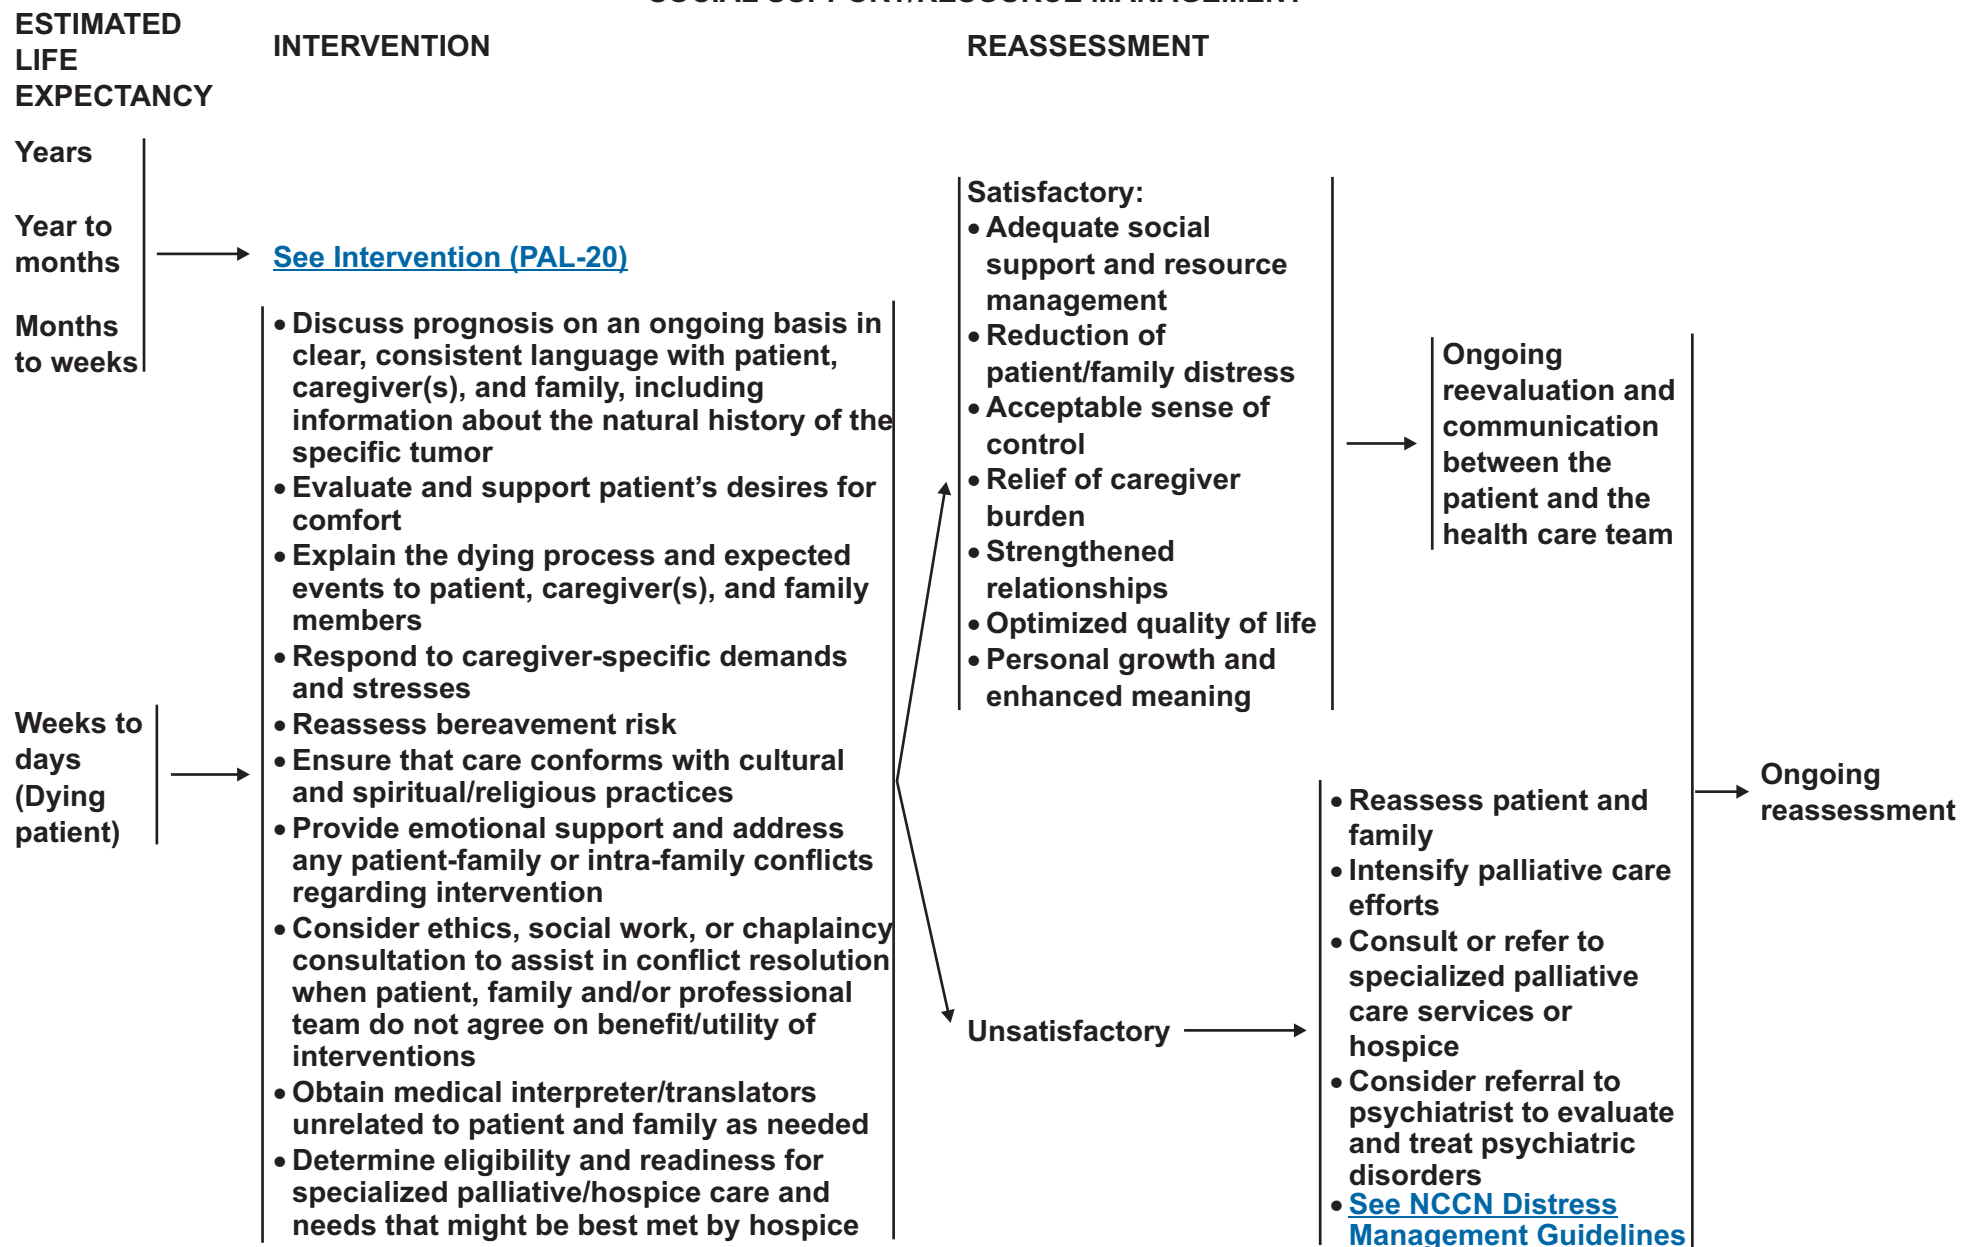 SOCIAL SUPPORT/RESOURCE MANAGEMENT
ESTIMATED
LIFE
EXPECTANCY
INTERVENTION
REASSESSMENT
Years
Year to
months
Months
to weeks
See Intervention (PAL-20)
Weeks to
days
(Dying
patient)
• Discuss prognosis on an ongoing basis in
clear, consistent language with patient,
caregiver(s), and family, including
information about the natural history of the
specific tumor
• Evaluate and support patient's desires for
comfort
• Explain the dying process and expected
events to patient, caregiver(s), and family
members
• Respond to caregiver-specific demands
and stresses
• Reassess bereavement risk
• Ensure that care conforms with cultural
and spiritual/religious practices
• Provide emotional support and address
any patient-family or intra-family conflicts
regarding intervention
• Consider ethics, social work, or chaplaincy
consultation to assist in conflict resolution
when patient, family and/or professional
team do not agree on benefit/utility of
interventions
• Obtain medical interpreter/translators
unrelated to patient and family as needed
• Determine eligibility and readiness for
specialized palliative/hospice care and
needs that might be best met by hospice
Satisfactory:
• Adequate social
support and resource
management
• Reduction of
patient/family distress
• Acceptable sense of
control
• Relief of caregiver
burden
• Strengthened
relationships
• Optimized quality of life
• Personal growth and
enhanced meaning
Ongoing
reevaluation and
communication
between the
patient and the
health care team
Unsatisfactory
• Reassess patient and
family
• Intensify palliative care
efforts
• Consult or refer to
specialized palliative
care services or
hospice
• Consider referral to
psychiatrist to evaluate
and treat psychiatric
disorders
• See NCCN Distress
Management Guidelines
Ongoing
reassessment